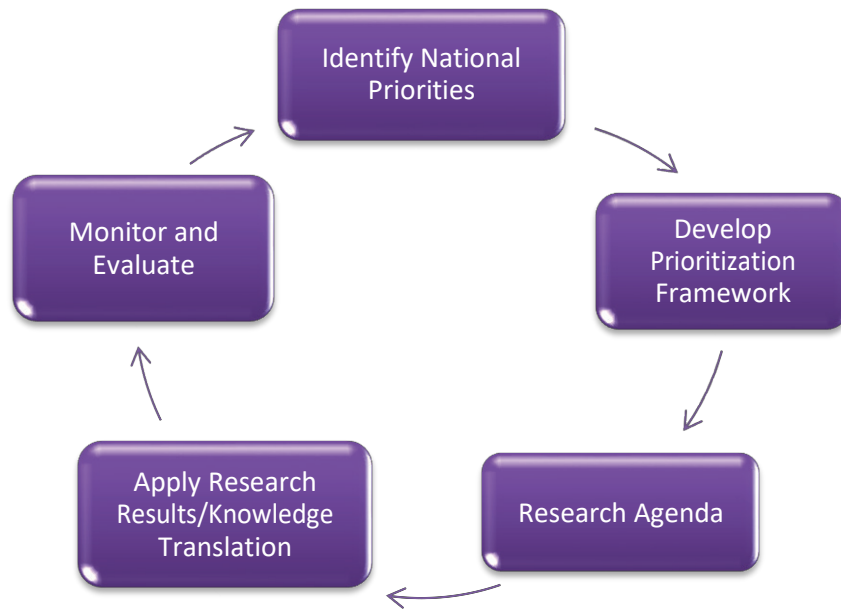 Identify National
Priorities
Develop
Prioritization
Framework
Research Agenda
Apply Research
Results/Knowledge
Translation
Monitor and
Evaluate